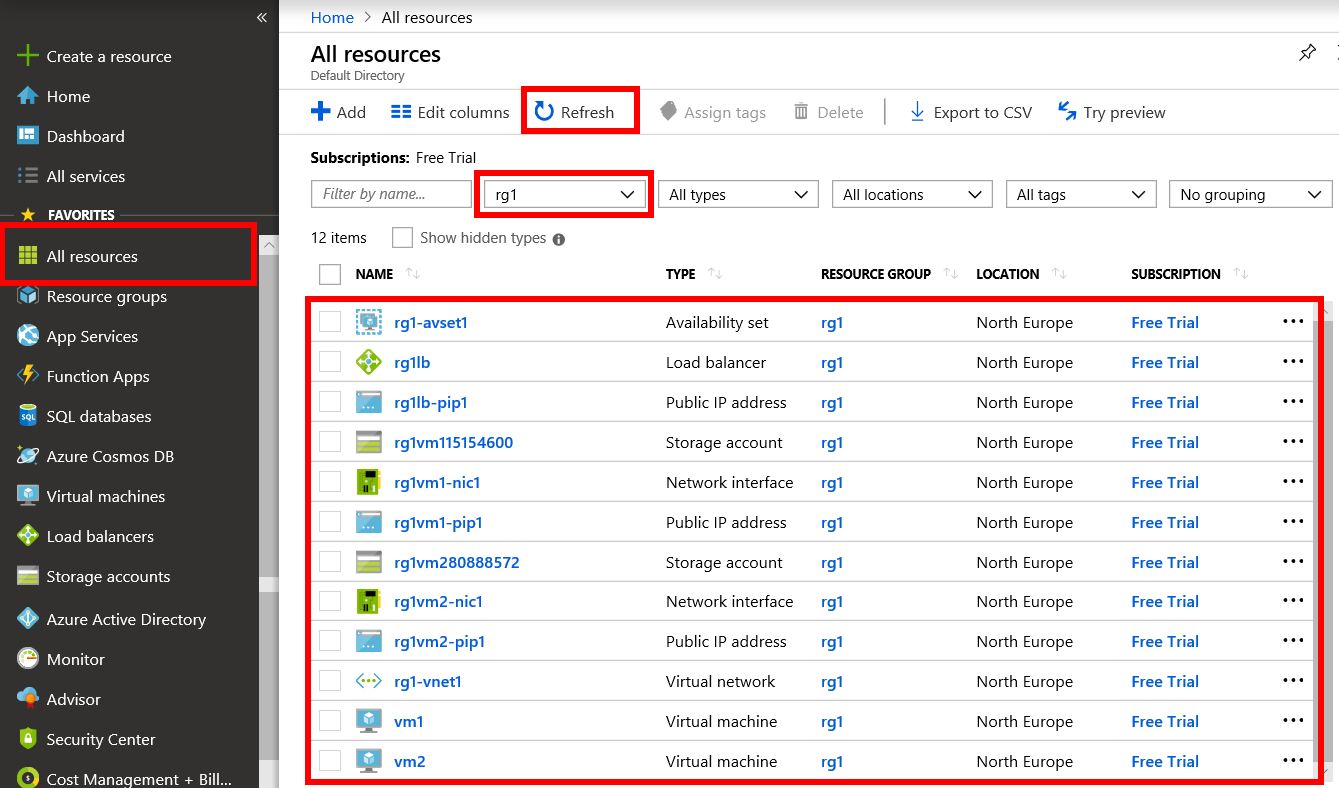 «
Create a resource
Home
Dashboard
All services
FAVORITES
All resources
Resource groups
App Services
Function Apps
SQL databases
Azure Cosmos DB
Virtual machines
Load balancers
Storage accounts
Azure Active Directory
Monitor
Advisor
Security Center
Cost Management + Bill...
Home > All resources
All resources
Default Directory
Add Edit columns Refresh Assign tags Delete Export to CSV Try preview
Subscriptions: Free Trial
Filter by name... rg1 All types All locations All tags No grouping
12 items Show hidden types
NAME TYPE RESOURCE GROUP LOCATION SUBSCRIPTION
rg1-avset1 Availability set rg1 North Europe Free Trial
rg1lb Load balancer rg1 North Europe Free Trial
rg1lb-pip1 Public IP address rg1 North Europe Free Trial
rg1vm115154600 Storage account rg1 North Europe Free Trial
rg1vm1-nic1 Network interface rg1 North Europe Free Trial
rg1vm1-pip1 Public IP address rg1 North Europe Free Trial
rg1vm280888572 Storage account rg1 North Europe Free Trial
rg1vm2-nic1 Network interface rg1 North Europe Free Trial
rg1vm2-pip1 Public IP address rg1 North Europe Free Trial
rg1-vnet1 Virtual network rg1 North Europe Free Trial
vm1 Virtual machine rg1 North Europe Free Trial
vm2 Virtual machine rg1 North Europe Free Trial